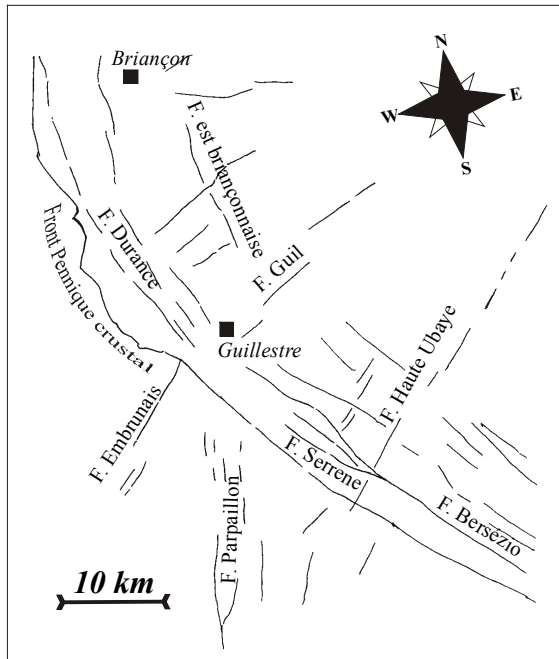 Briançon
N
E
W
S
F. est briançonnaise
F. Durance
Front Pennique crustal
F. Guil
Guillestre
F. Haute Ubaye
F. Embrunais
F. Serrene
F. Parpaillon
F. Bersézio
10 km